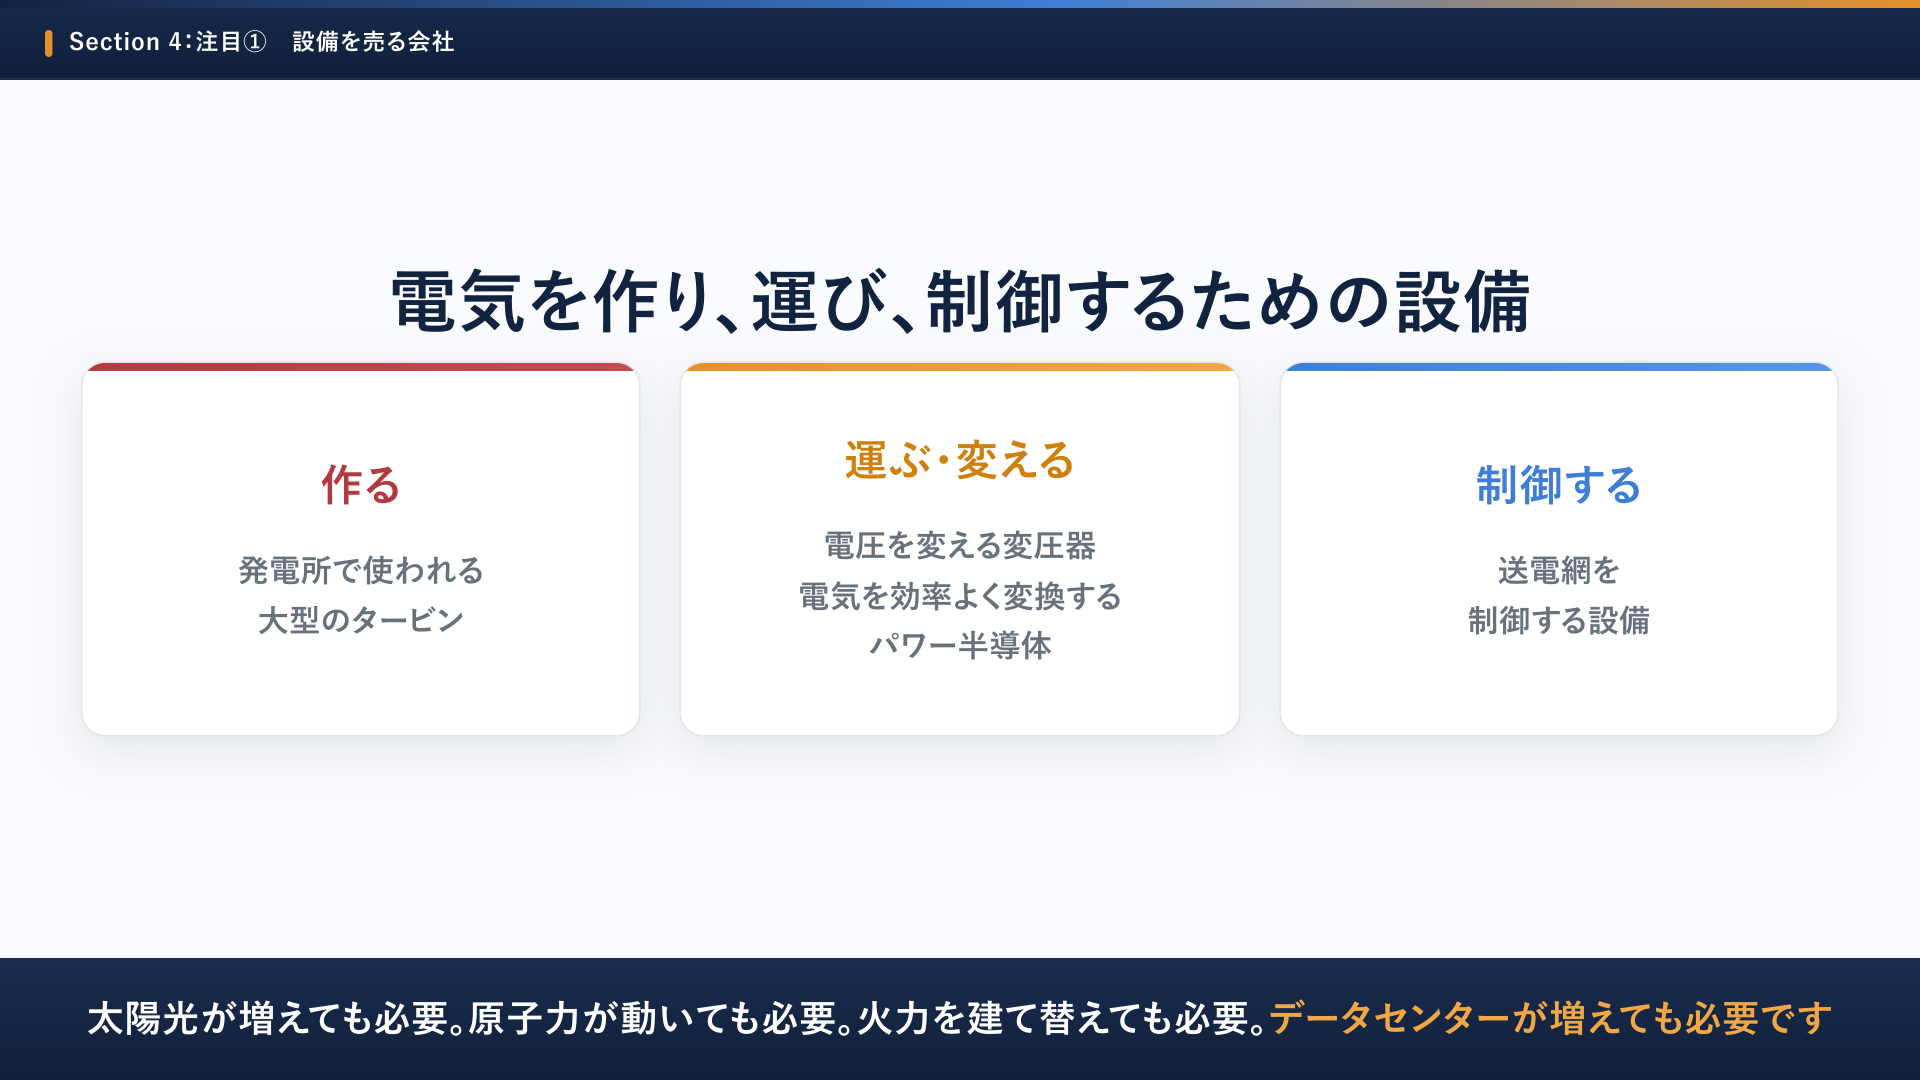 Section 4：注目①　設備を売る会社
電気を作り、運び、制御するための設備
作る
発電所で使われる
大型のタービン
運ぶ・変える
電圧を変える変圧器
電気を効率よく変換する
パワー半導体
制御する
送電網を
制御する設備
太陽光が増えても必要。原子力が動いても必要。火力を建て替えても必要。データセンターが増えても必要です